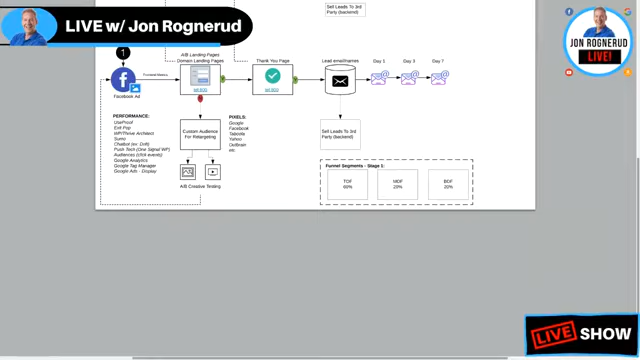 LIVE w/ Jon Rognerud
Sell Leads To 3rd
Party (backend)
JON ROGNERUD
LIVE!
1
A/B Landing Pages
Domain Landing Pages
Thank You Page
Lead email/names
Day 1
Day 3
Day 7
Facebook Ad
PERFORMANCE:
UseProof
Exit Pop
WP/Thrive Architect
Sumo
Chatbot (ex: Drift)
Push Tech (One Signal WP)
Audiences (click events)
Google Analytics
Google Tag Manager
Google Ads - Display
Custom Audience
For Retargeting
A/B Creative Testing
PIXELS:
Google
Facebook
Taboola
Yahoo
Outbrain
etc.
Sell Leads To 3rd
Party (backend)
Funnel Segments - Stage 1:
TOF
60%
MOF
20%
BOF
20%
LIVE SHOW